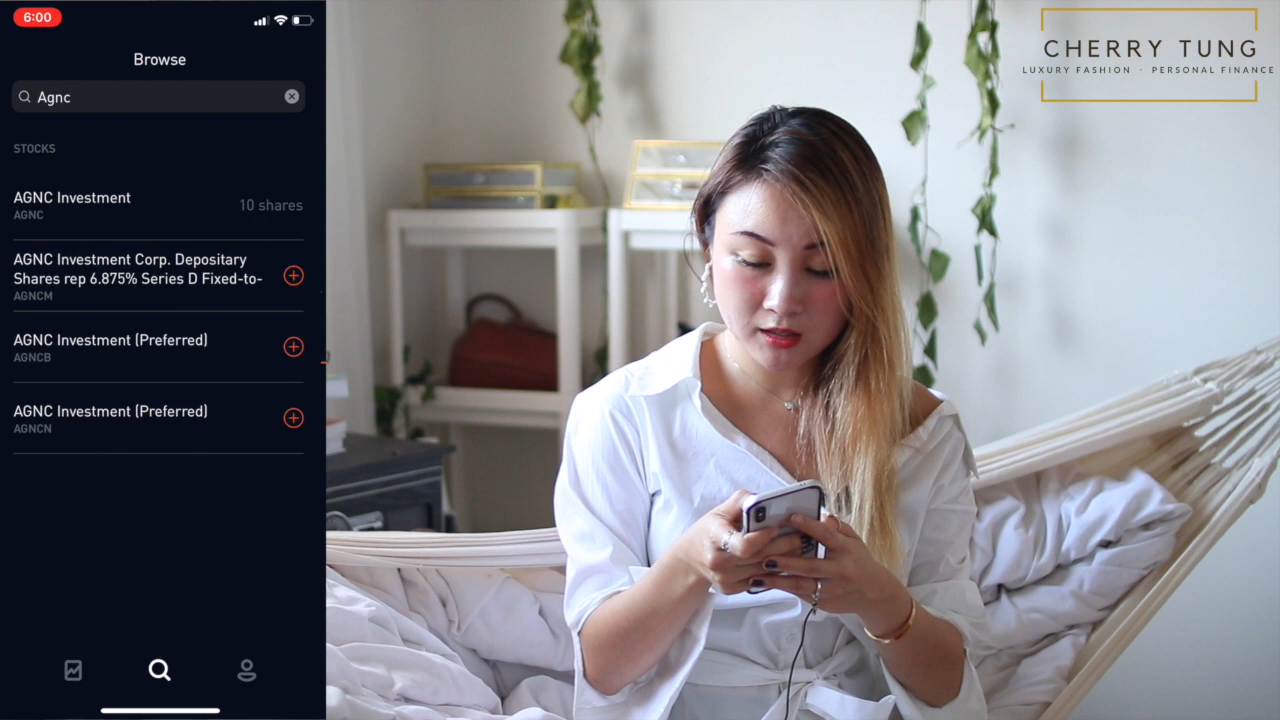 6:00
Browse
Agnc
STOCKS
AGNC Investment
AGNC
10 shares
AGNC Investment Corp. Depositary
Shares rep 6.875% Series D Fixed-to-
AGNCM
AGNC Investment (Preferred)
AGNCB
AGNC Investment (Preferred)
AGNCN
CHERRY TUNG
LUXURY FASHION · PERSONAL FINANCE